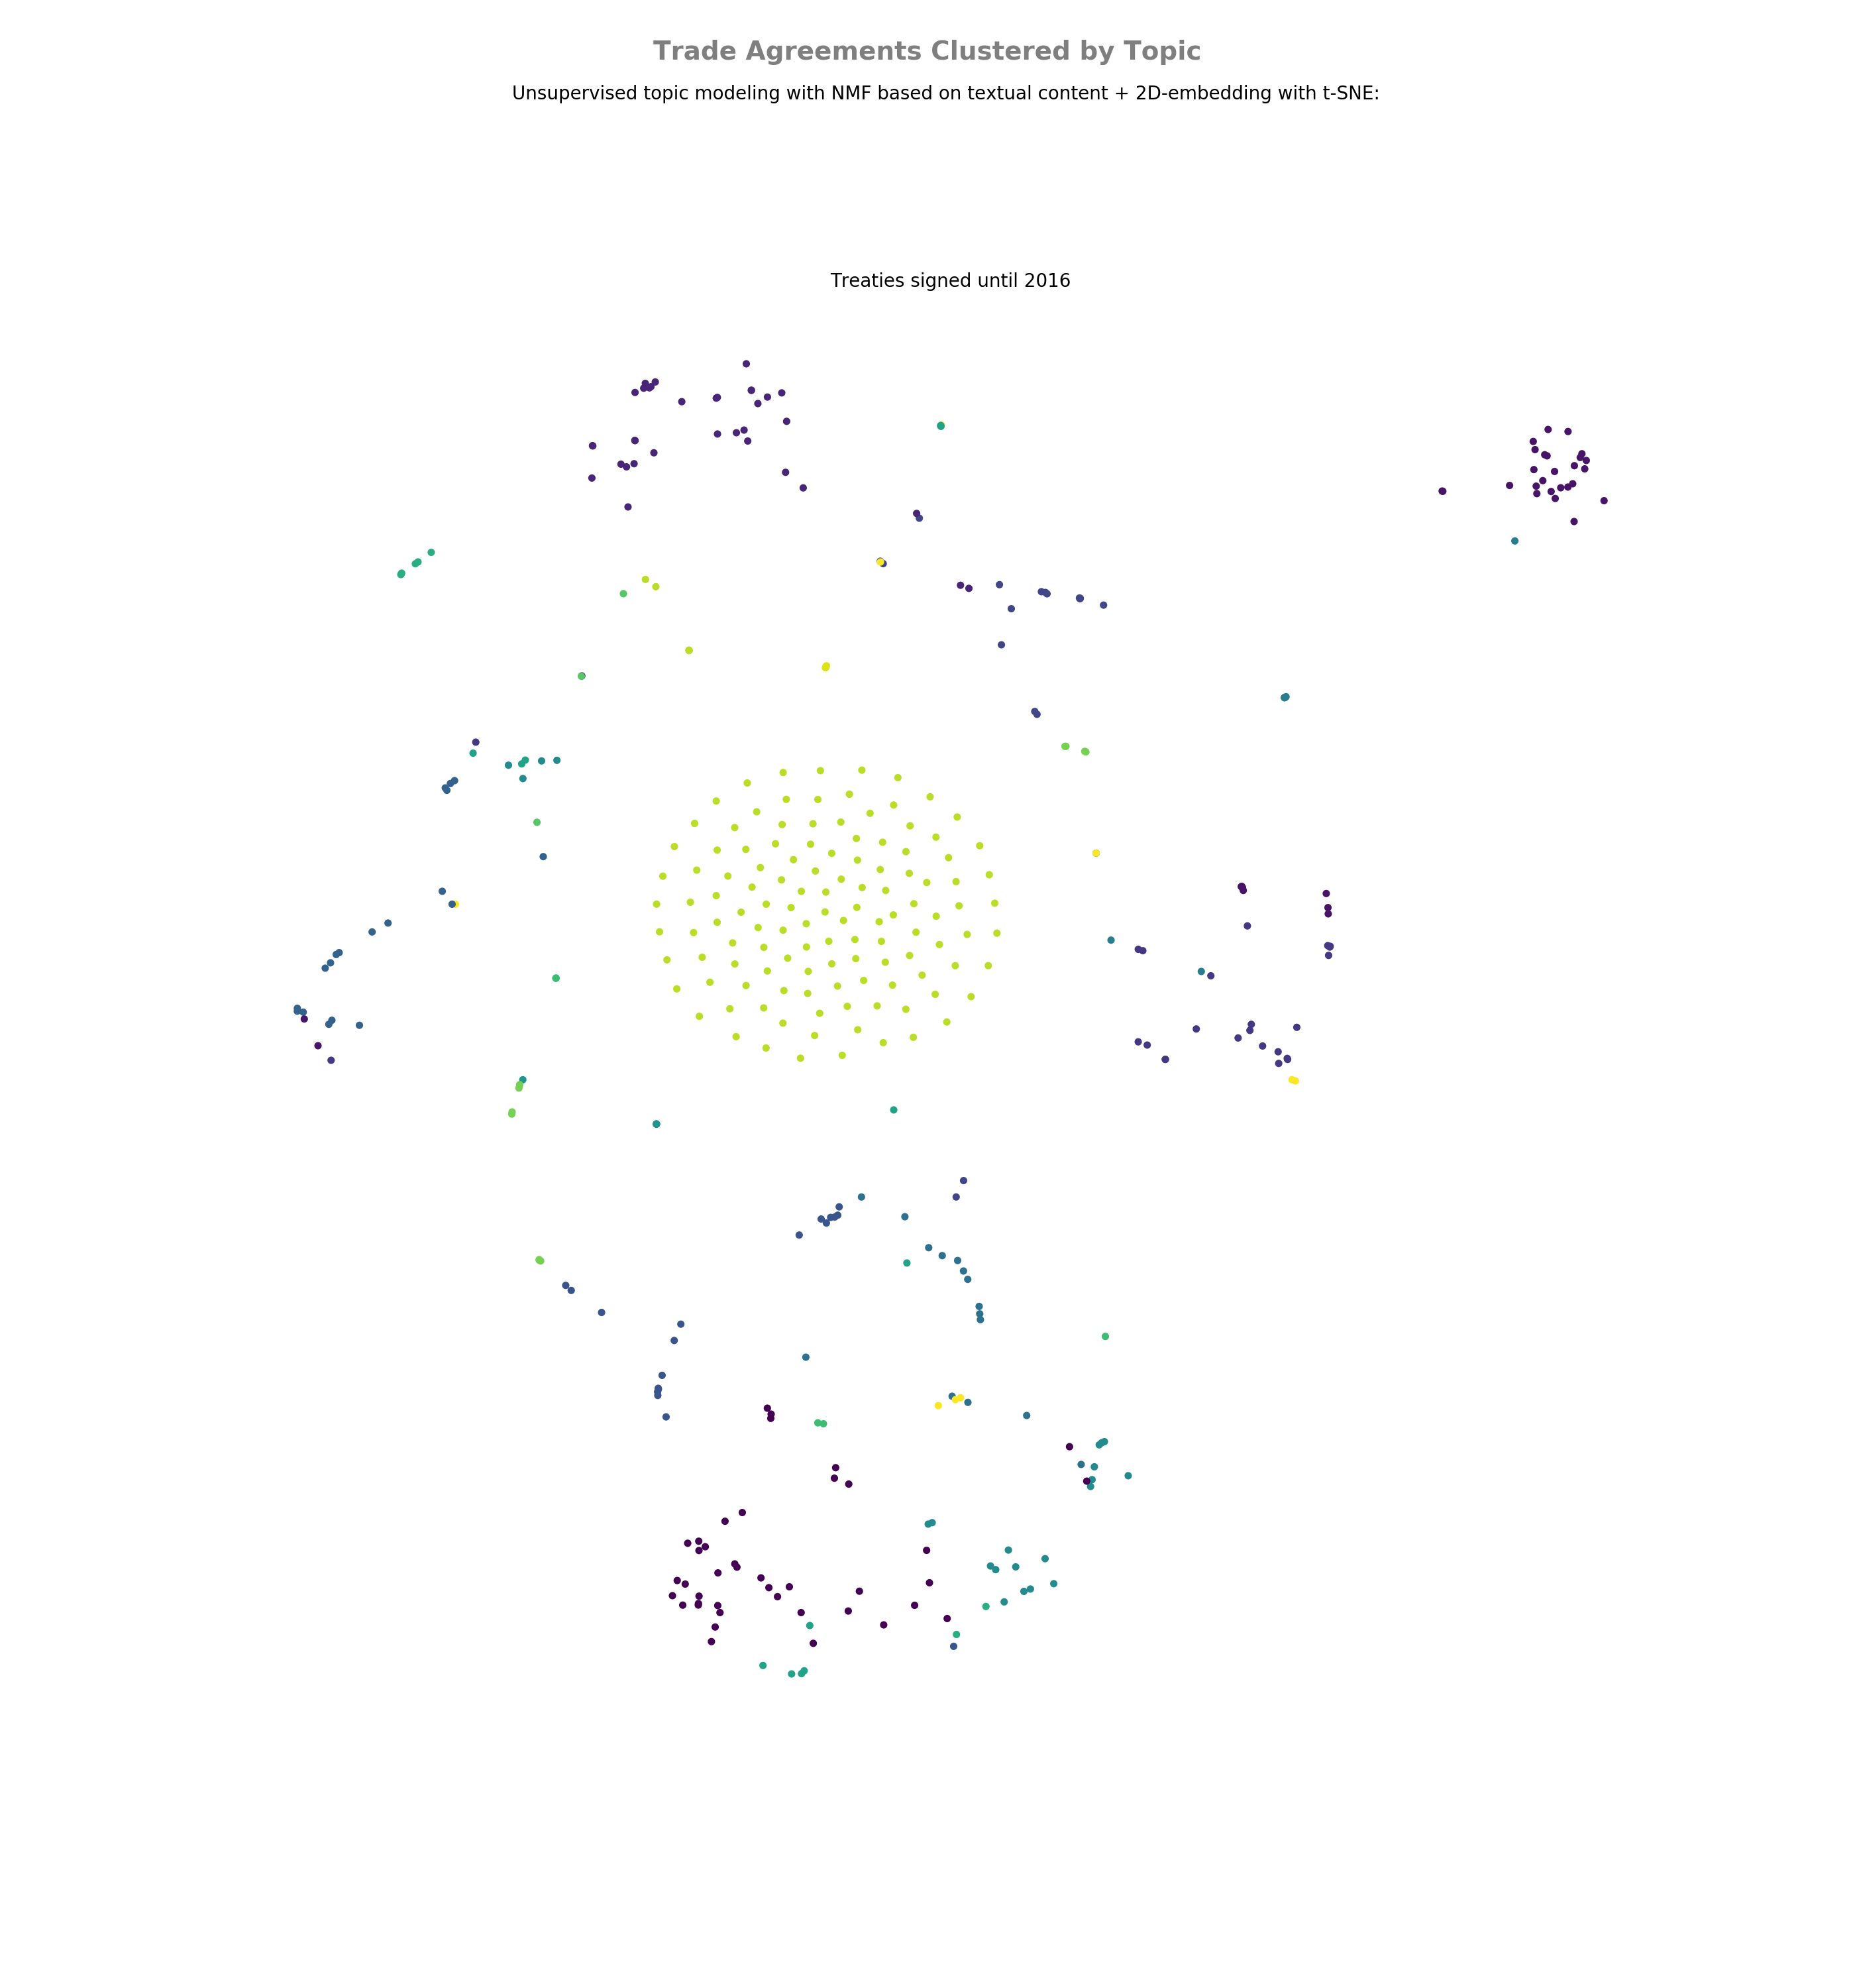 Trade Agreements Clustered by Topic
Unsupervised topic modeling with NMF based on textual content + 2D-embedding with t-SNE:
Treaties signed until 2016